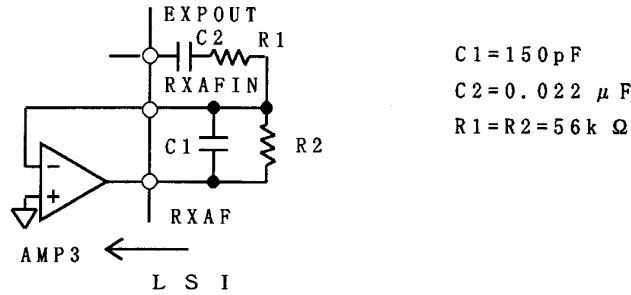 EXPOUT
C2
R1
RXAFIN
C1
R2
−
+
RXAF
AMP3
LSI
C1=150pF
C2=0.022 μF
R1=R2=56k Ω